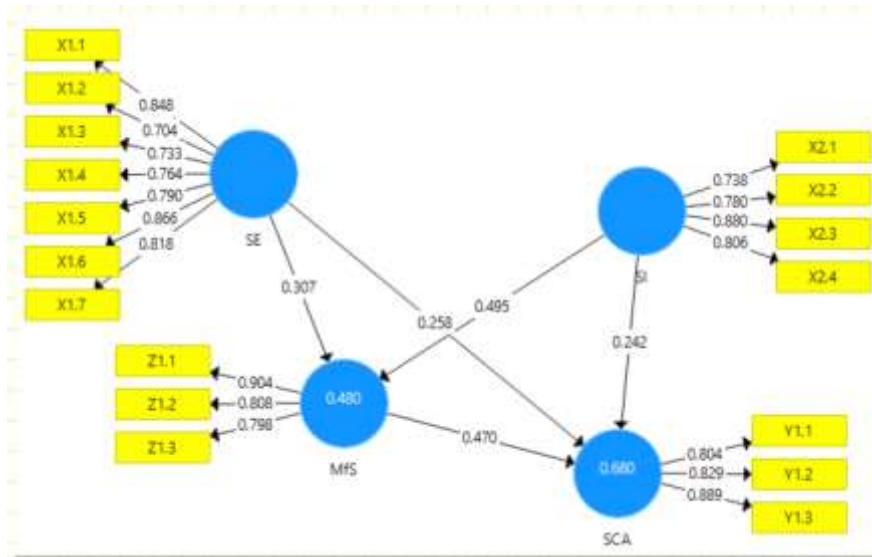 X1.1
X1.2
X1.3
X1.4
X1.5
X1.6
X1.7
0.848
0.704
0.733
0.764
0.790
0.866
0.818
SE
X2.1
X2.2
X2.3
X2.4
0.738
0.780
0.880
0.806
SI
0.307
0.258
0.495
0.242
Z1.1
Z1.2
Z1.3
0.904
0.808
0.798
0.480
MfS
0.470
0.680
SCA
0.804
0.829
0.889
Y1.1
Y1.2
Y1.3